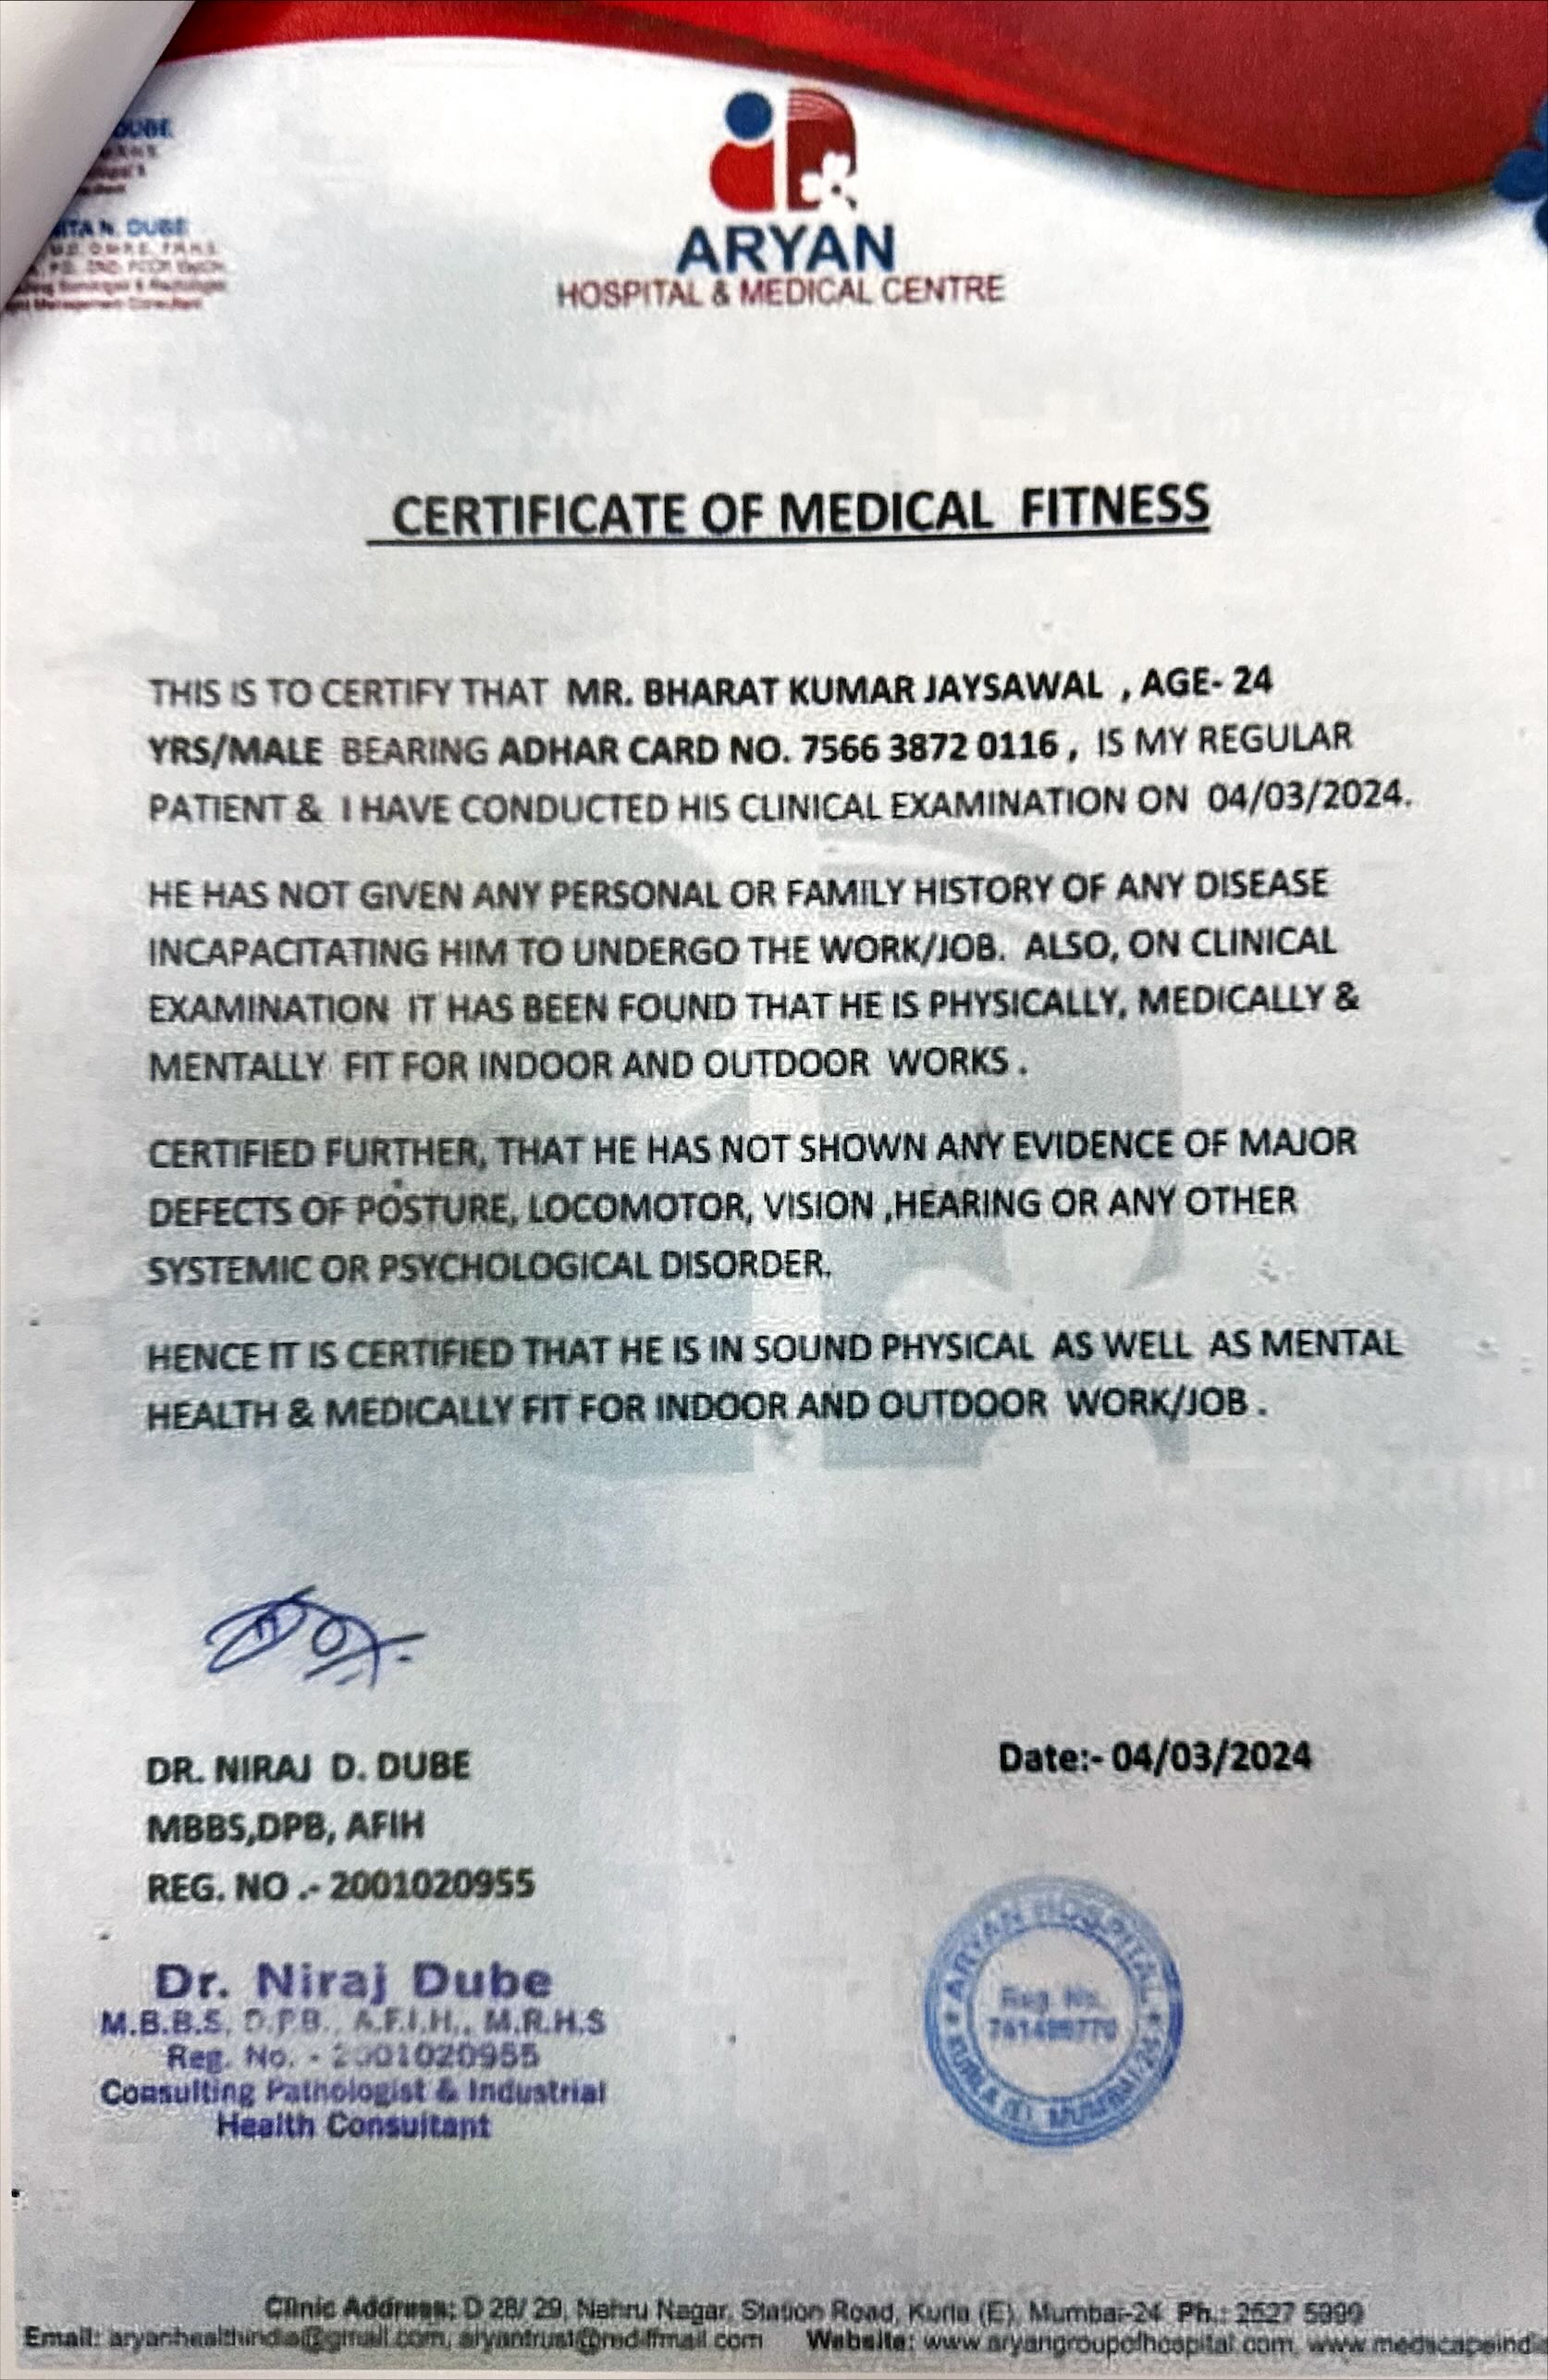 DUBE
ITA N. DUBE
ARYAN
HOSPITAL & MEDICAL CENTRE
CERTIFICATE OF MEDICAL FITNESS
THIS IS TO CERTIFY THAT MR. BHARAT KUMAR JAYSAWAL , AGE- 24
YRS/MALE BEARING ADHAR CARD NO. 7566 3872 0116 , IS MY REGULAR
PATIENT & I HAVE CONDUCTED HIS CLINICAL EXAMINATION ON 04/03/2024.
HE HAS NOT GIVEN ANY PERSONAL OR FAMILY HISTORY OF ANY DISEASE
INCAPACITATING HIM TO UNDERGO THE WORK/JOB. ALSO, ON CLINICAL
EXAMINATION IT HAS BEEN FOUND THAT HE IS PHYSICALLY, MEDICALLY &
MENTALLY FIT FOR INDOOR AND OUTDOOR WORKS .
CERTIFIED FURTHER, THAT HE HAS NOT SHOWN ANY EVIDENCE OF MAJOR
DEFECTS OF POSTURE, LOCOMOTOR, VISION ,HEARING OR ANY OTHER
SYSTEMIC OR PSYCHOLOGICAL DISORDER.
HENCE IT IS CERTIFIED THAT HE IS IN SOUND PHYSICAL AS WELL AS MENTAL
HEALTH & MEDICALLY FIT FOR INDOOR AND OUTDOOR WORK/JOB .
DR. NIRAJ D. DUBE
Date:- 04/03/2024
MBBS,DPB, AFIH
REG. NO .- 2001020955
Dr. Niraj Dube
M.B.B.S, D.P.B., A.F.I.H., M.R.H.S
Reg. No. - 2001020955
Consulting Pathologist & Industrial
Health Consultant
ARYAN HOSPITAL
Reg. No.
KURLA (E), MUMBAI-24
Clinic Address: D 28/ 29, Nehru Nagar, Station Road, Kurla (E), Mumbai-24 Ph.: 2527 5999
Email: aryanhealthindia@gmail.com, aryantrust@rediffmail.com Website: www.aryangroupofhospital.com, www.medscapeindia